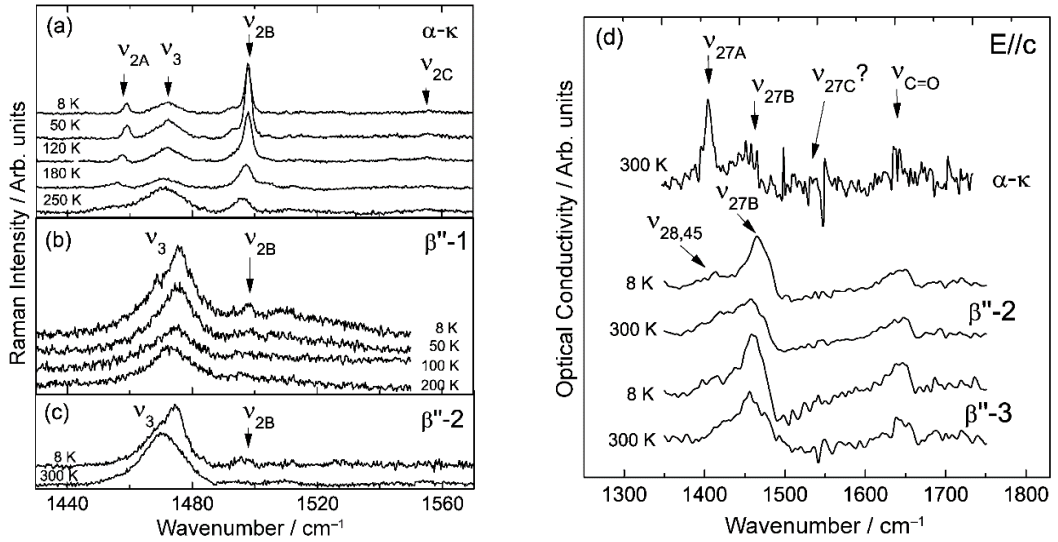 (a)
ν2A
ν3
ν2B
α-κ
ν2C
8 K
50 K
120 K
180 K
250 K
Raman Intensity / Arb. units
(b)
ν3
ν2B
β''-1
8 K
50 K
100 K
200 K
(c)
ν3
ν2B
β''-2
8 K
300 K
1440 1480 1520 1560
Wavenumber / cm⁻¹
(d)
E//c
ν27A
ν27B
ν27C?
νC=O
300 K
α-κ
ν27B
ν28,45
8 K
β''-2
300 K
8 K
β''-3
300 K
Optical Conductivity / Arb. units
1300 1400 1500 1600 1700 1800
Wavenumber / cm⁻¹